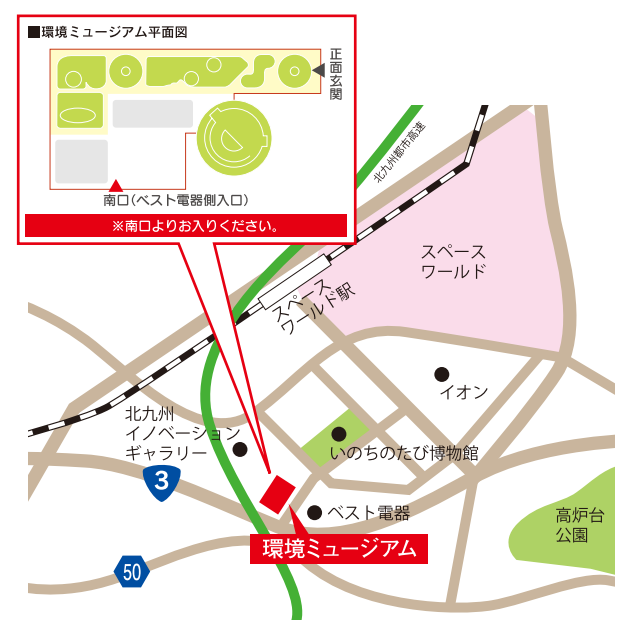 ■環境ミュージアム平面図
正面玄関
南口（ベスト電器側入口）
※南口よりお入りください。
北九州都市高速
スペース
ワールド
スペース
ワールド駅
イオン
北九州
イノベーション
ギャラリー
いのちのたび博物館
3
ベスト電器
高炉台
公園
環境ミュージアム
50